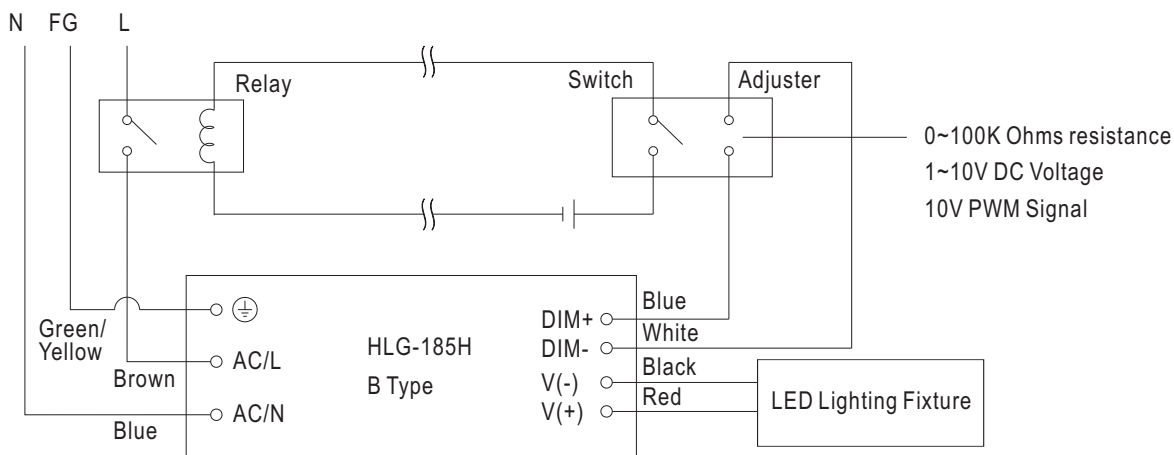 N FG L
Relay
Switch
Adjuster
0~100K Ohms resistance
1~10V DC Voltage
10V PWM Signal
Green/
Yellow
Brown
Blue
AC/L
AC/N
HLG-185H
B Type
DIM+
DIM-
V(-)
V(+)
Blue
White
Black
Red
LED Lighting Fixture